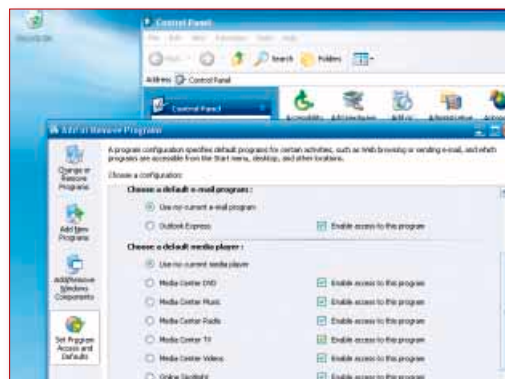 Recycle Bin
Control Panel
File Edit View Favorites Tools Help
Back Search Folders
Address Control Panel
Control Panel
Accessibility Add New Add or
Add or Remove Programs
Change or Remove Programs
Add New Programs
Add/Remove Windows Components
Set Program Access and Defaults
A program configuration specifies default programs for certain activities, such as Web browsing or sending e-mail, and which
programs are accessible from the Start menu, desktop, and other locations.
Choose a configuration:
Choose a default e-mail program :
Use my current e-mail program
Outlook Express Enable access to this program
Choose a default media player :
Use my current media player
Media Center DVD Enable access to this program
Media Center Music Enable access to this program
Media Center Radio Enable access to this program
Media Center TV Enable access to this program
Media Center Videos Enable access to this program
Online Spotlight Enable access to this program